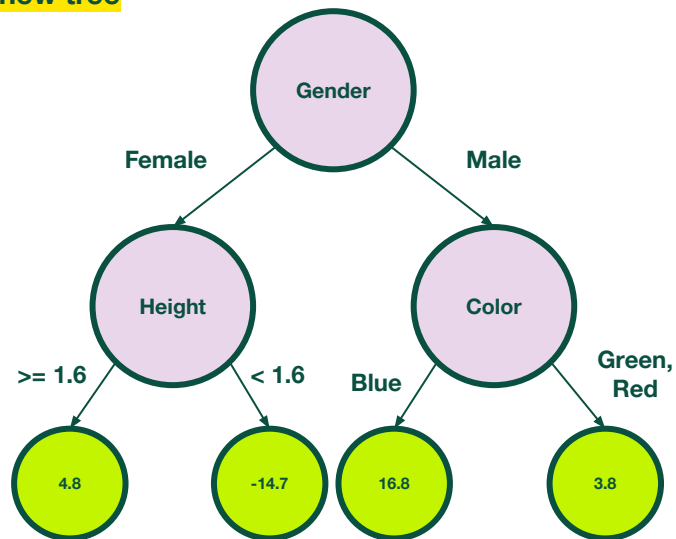 new tree
Gender
Female
Male
Height
Color
>= 1.6
< 1.6
Blue
Green,
Red
4.8
-14.7
16.8
3.8